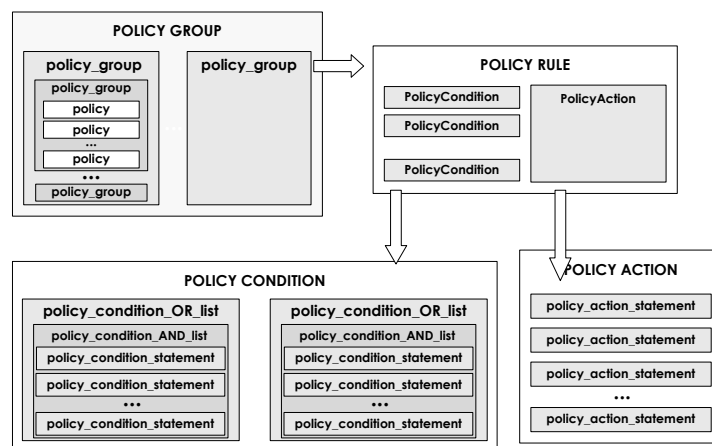 POLICY GROUP
policy_group
policy_group
policy
policy
...
policy
...
policy_group
...
policy_group
POLICY RULE
PolicyCondition
PolicyCondition
PolicyCondition
PolicyAction
POLICY CONDITION
policy_condition_OR_list
policy_condition_AND_list
policy_condition_statement
policy_condition_statement
...
policy_condition_statement
policy_condition_OR_list
policy_condition_AND_list
policy_condition_statement
policy_condition_statement
...
policy_condition_statement
POLICY ACTION
policy_action_statement
policy_action_statement
policy_action_statement
...
policy_action_statement